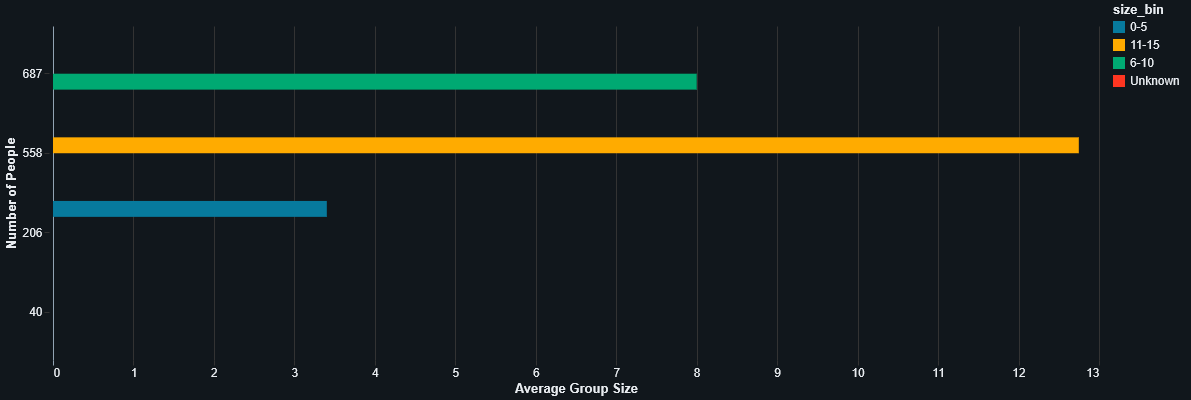 size_bin
0-5
11-15
6-10
Unknown
687
558
206
40
Number of People
0 1 2 3 4 5 6 7 8 9 10 11 12 13
Average Group Size